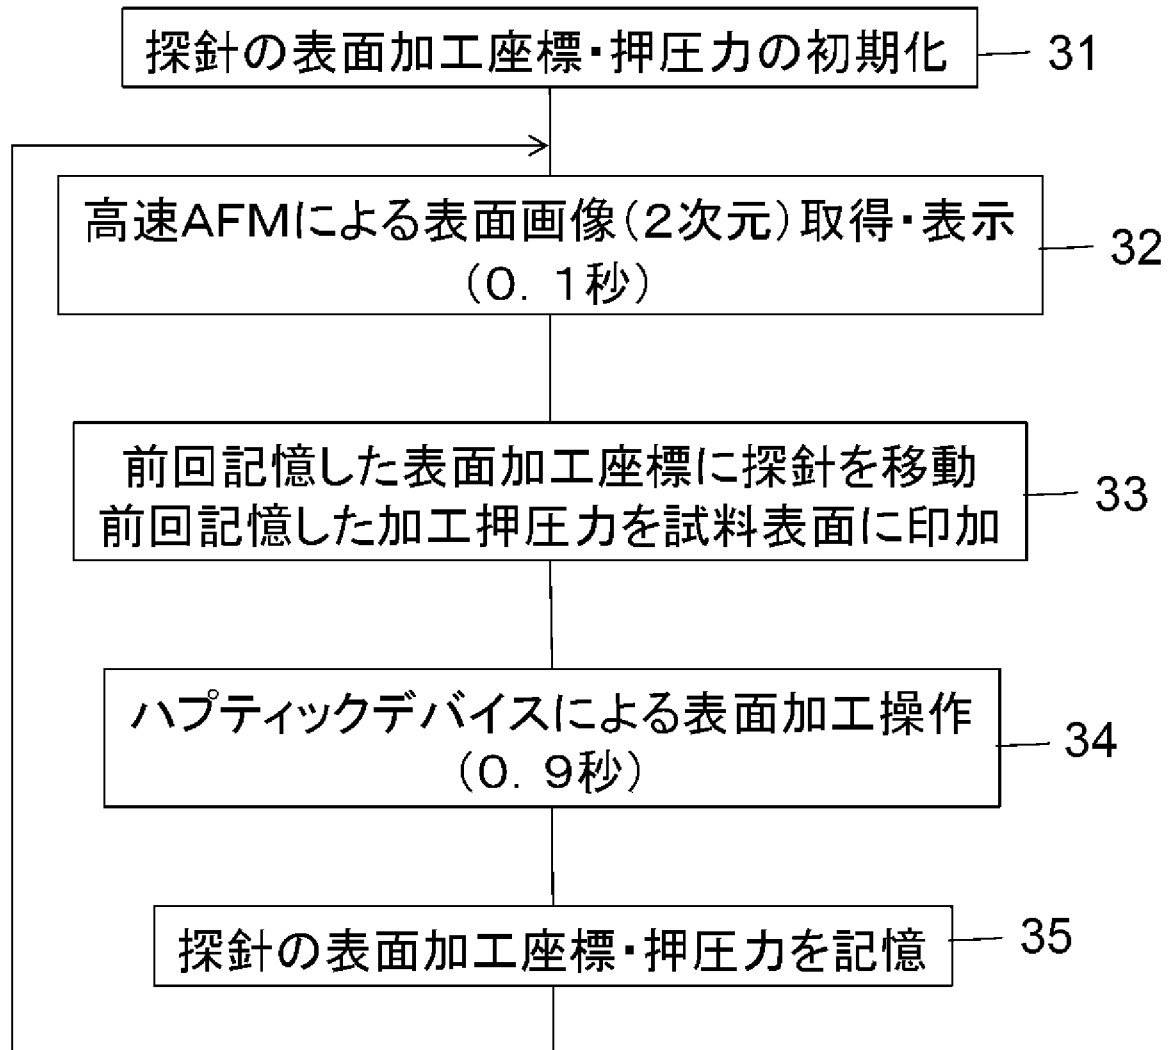 探針の表面加工座標・押圧力の初期化
31
高速AFMによる表面画像(2次元)取得・表示
(0.1秒)
32
前回記憶した表面加工座標に探針を移動
前回記憶した加工押圧力を試料表面に印加
33
ハプティックデバイスによる表面加工操作
(0.9秒)
34
探針の表面加工座標・押圧力を記憶
35